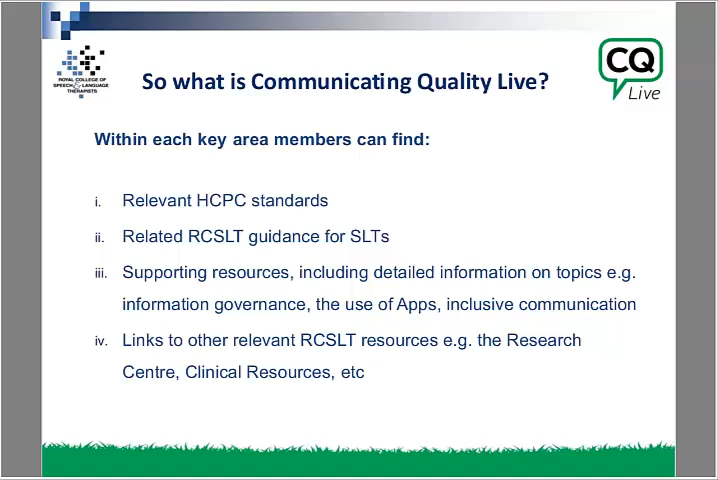 ROYAL COLLEGE OF
SPEECH & LANGUAGE
THERAPISTS
So what is Communicating Quality Live?
CQ
Live
Within each key area members can find:
i. Relevant HCPC standards
ii. Related RCSLT guidance for SLTs
iii. Supporting resources, including detailed information on topics e.g.
information governance, the use of Apps, inclusive communication
iv. Links to other relevant RCSLT resources e.g. the Research
Centre, Clinical Resources, etc